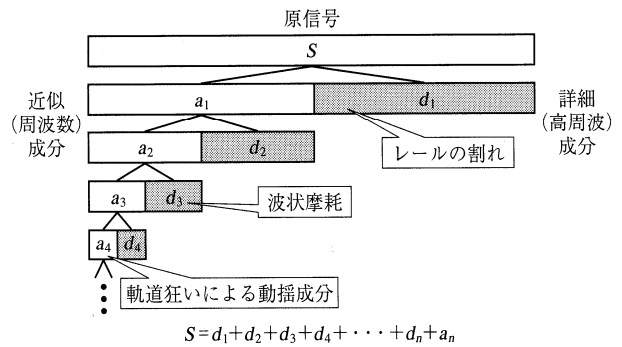 原信号
S
近似
(周波数)
成分
a1
d1
詳細
(高周波)
成分
a2
d2
レールの割れ
a3
d3
波状摩耗
a4
d4
軌道狂いによる動揺成分
S=d1+d2+d3+d4+・・・+dn+an